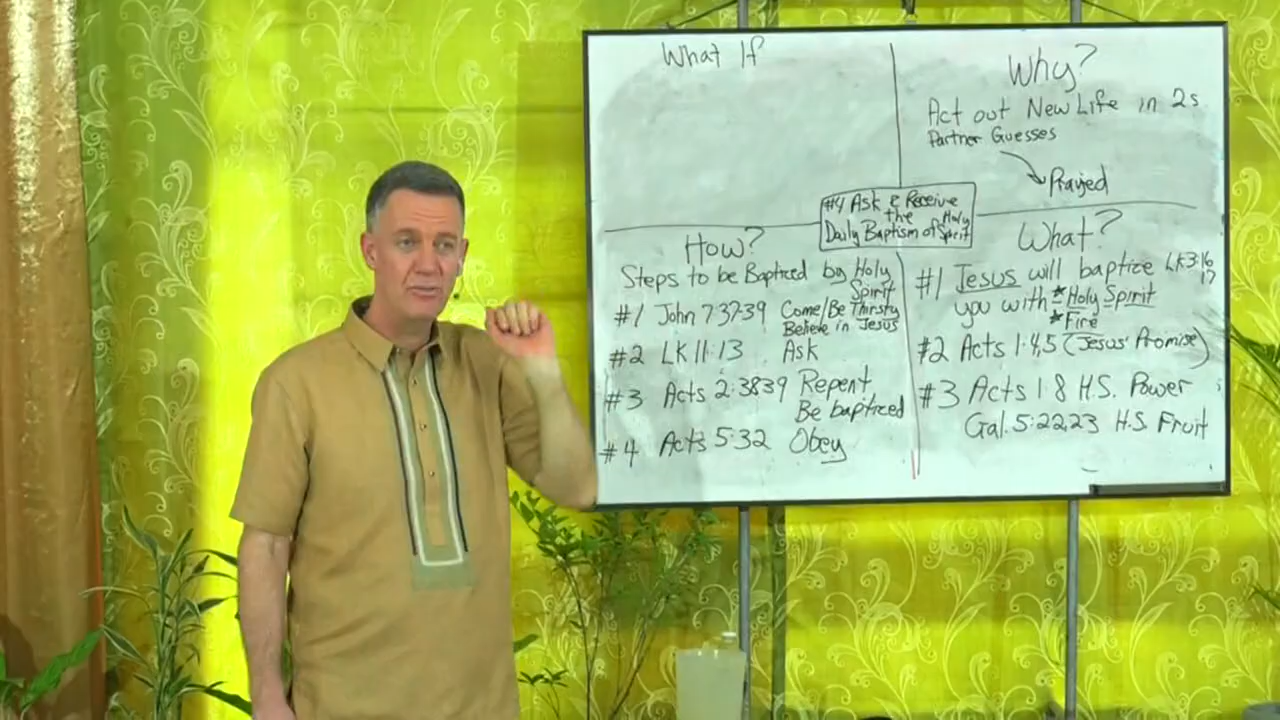 What If
Why?
Act out New Life in 2s
Partner Guesses
Prayed
#4 Ask & Receive
the
Daily Baptism of Holy Spirit
How?
Steps to be Baptized by Holy
Spirit
#1 John 7:37-39 Come/Be Thirsty
Believe in Jesus
#2 LK 11:13 Ask
#3 Acts 2:3839 Repent
Be baptized
#4 Acts 5:32 Obey
What?
#1 Jesus will baptize LK 3:16
17
you with * Holy Spirit
* Fire
#2 Acts 1:4,5 (Jesus' Promise)
#3 Acts 1:8 H.S. Power
Gal. 5:22,23 H.S. Fruit